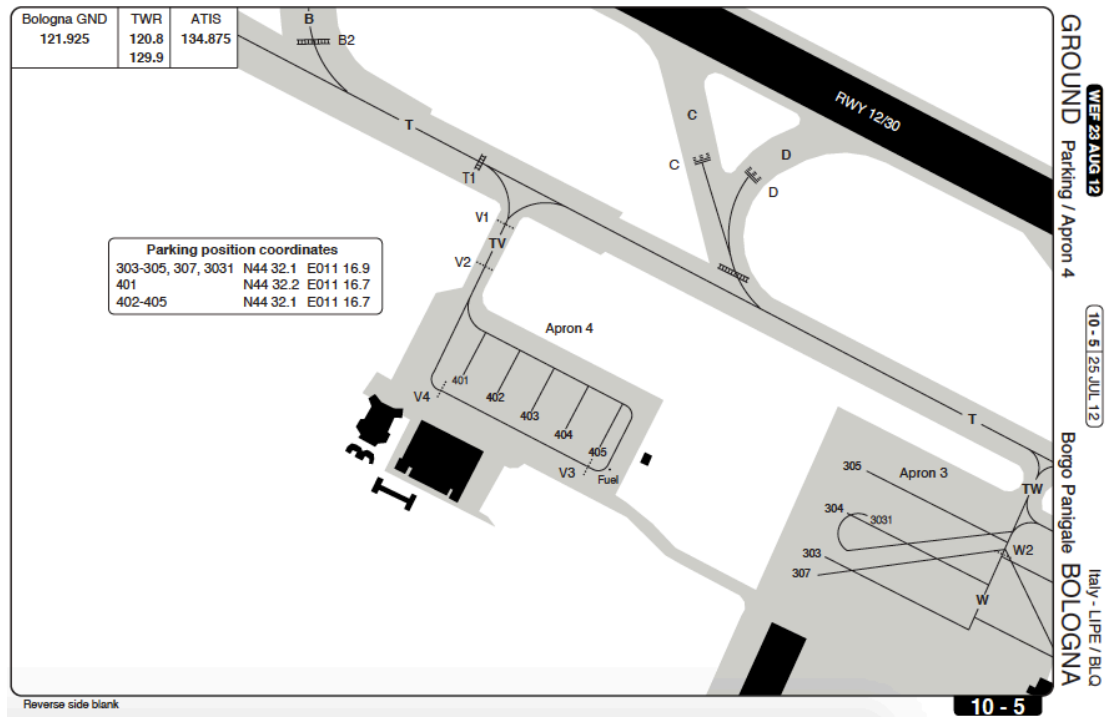 Bologna GND TWR ATIS
121.925 120.8 134.875
129.9
B
B2
T
T1
V1
TV
V2
C
C
D
D
RWY 12/30
Parking position coordinates
303-305, 307, 3031 N44 32.1 E011 16.9
401 N44 32.2 E011 16.7
402-405 N44 32.1 E011 16.7
Apron 4
401
402
403
404
405
V4
V3
Fuel
T
Apron 3
305
304
3031
303
307
TW
W2
W
GROUND Parking / Apron 4
WEF 23 AUG 12
10 - 5 25 JUL 12
Borgo Panigale BOLOGNA
Italy - LIPE / BLQ
Reverse side blank
10 - 5